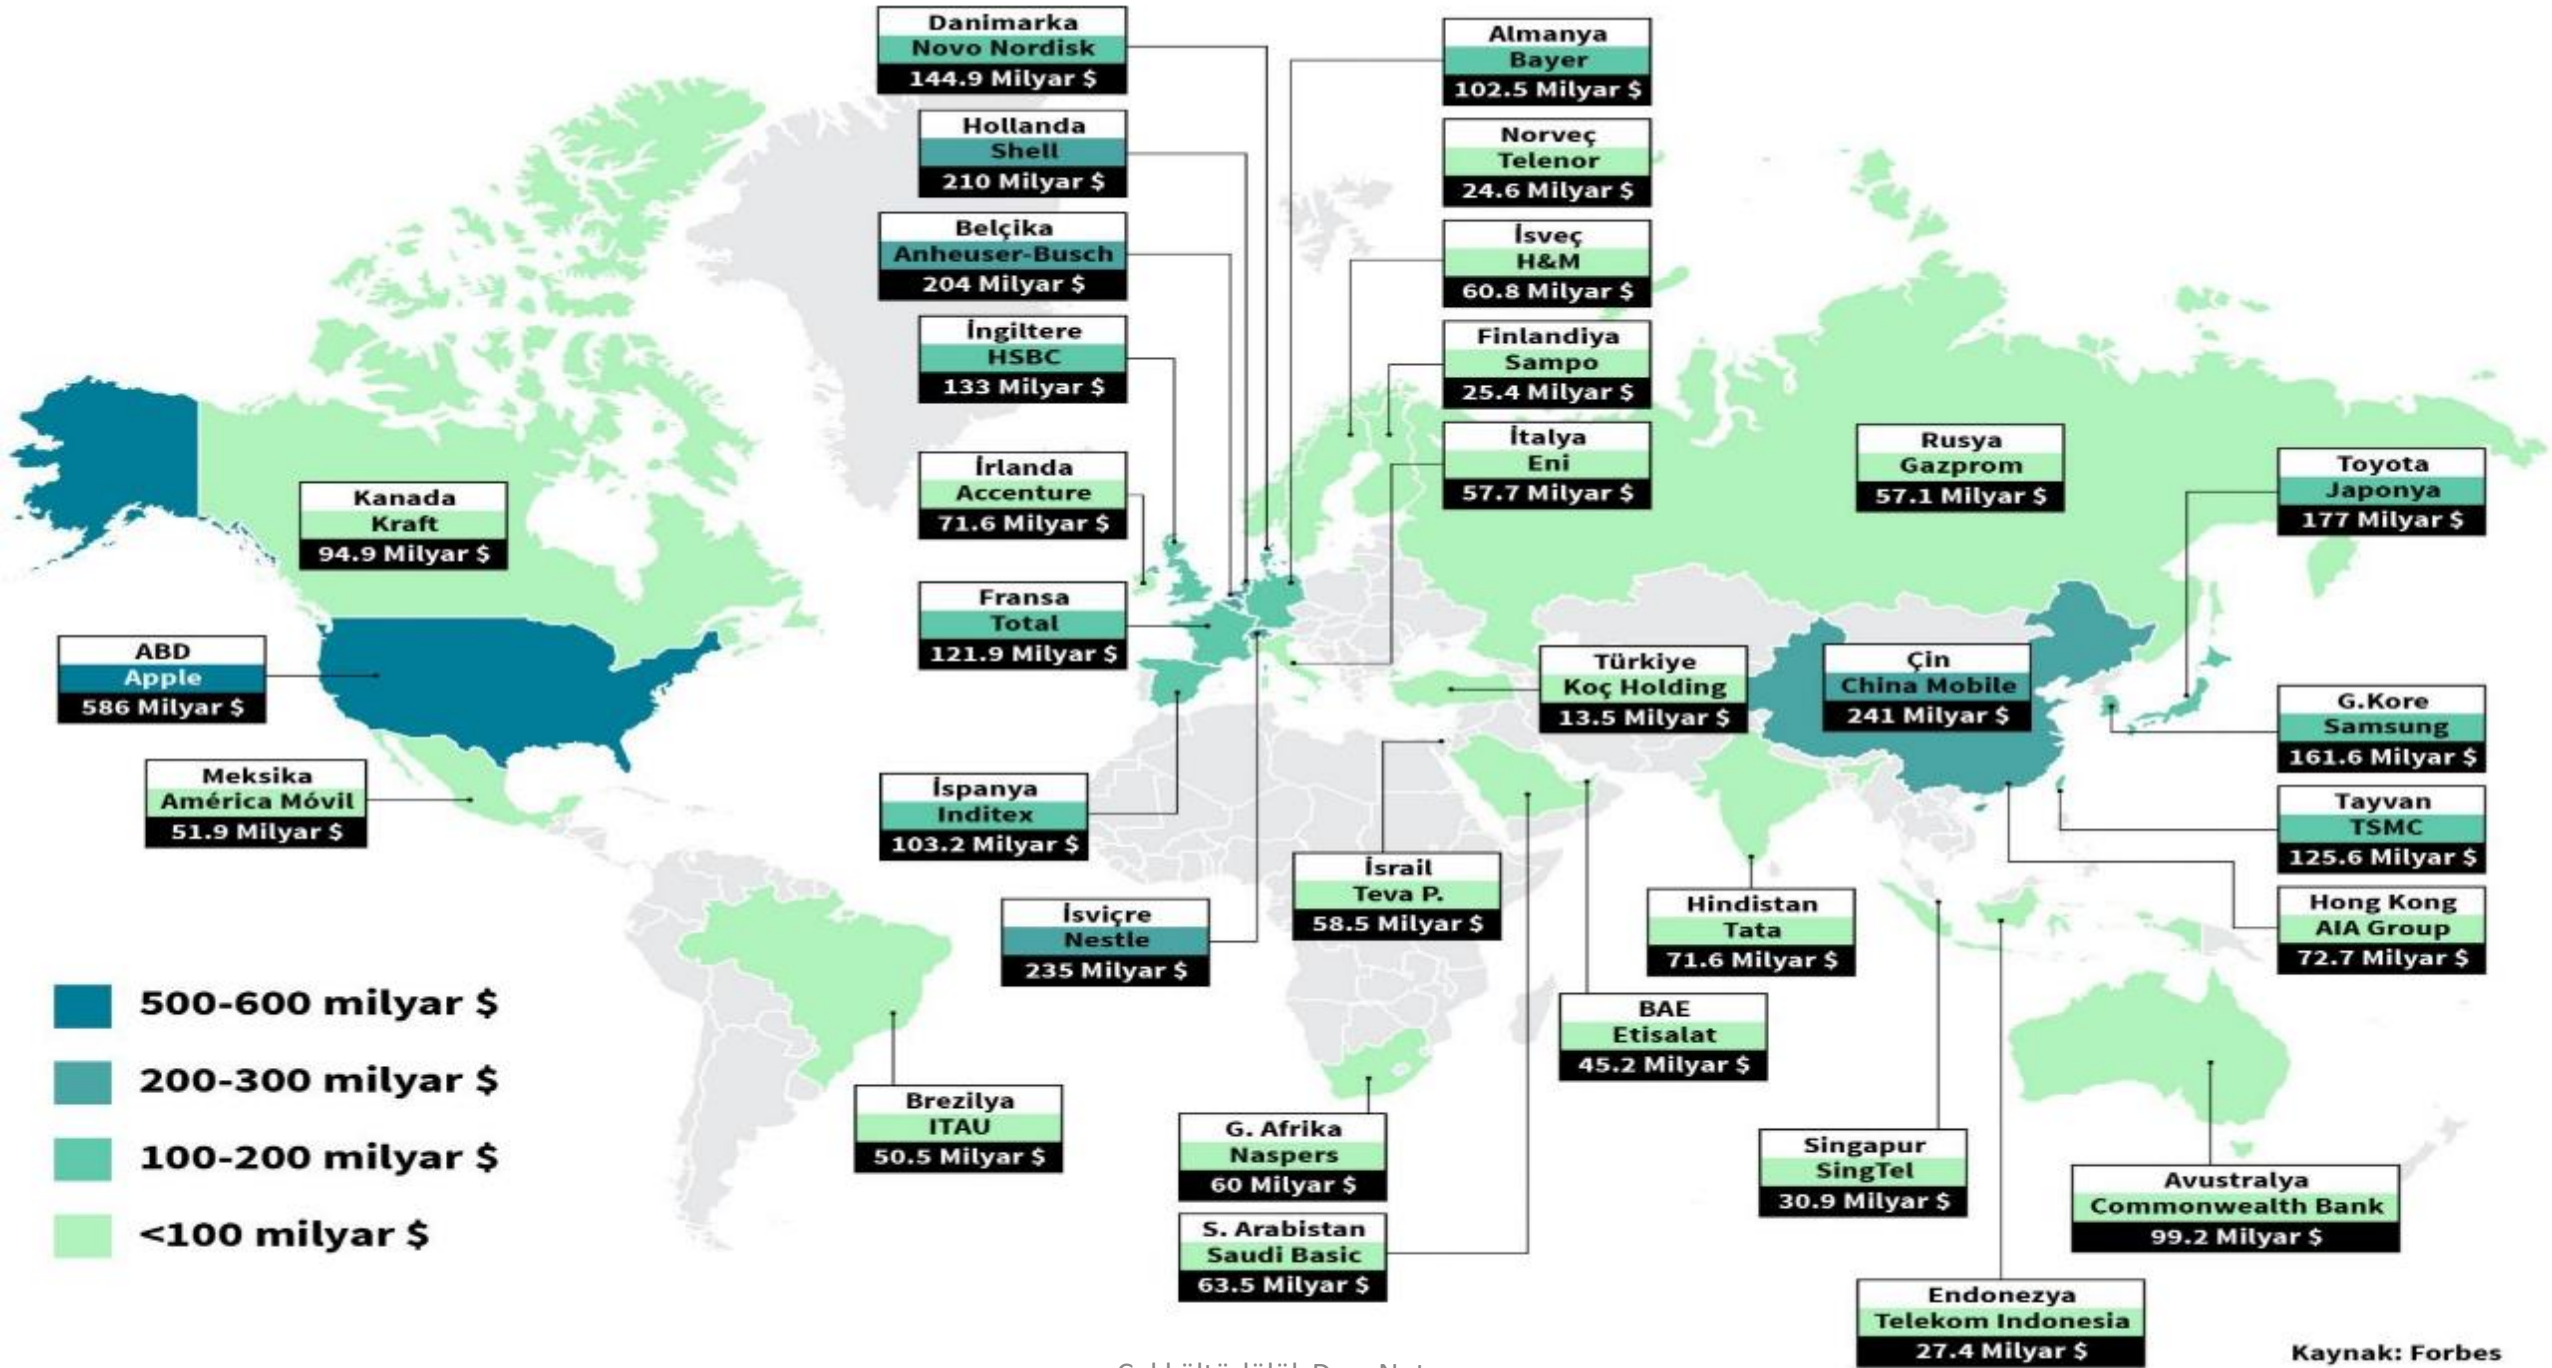 Danimarka
Novo Nordisk
144.9 Milyar $
Hollanda
Shell
210 Milyar $
Belçika
Anheuser-Busch
204 Milyar $
İngiltere
HSBC
133 Milyar $
İrlanda
Accenture
71.6 Milyar $
Fransa
Total
121.9 Milyar $
İspanya
Inditex
103.2 Milyar $
İsviçre
Nestle
235 Milyar $
Almanya
Bayer
102.5 Milyar $
Norveç
Telenor
24.6 Milyar $
İsveç
H&M
60.8 Milyar $
Finlandiya
Sampo
25.4 Milyar $
İtalya
Eni
57.7 Milyar $
Rusya
Gazprom
57.1 Milyar $
Toyota
Japonya
177 Milyar $
Kanada
Kraft
94.9 Milyar $
ABD
Apple
586 Milyar $
Meksika
América Móvil
51.9 Milyar $
Türkiye
Koç Holding
13.5 Milyar $
Çin
China Mobile
241 Milyar $
G.Kore
Samsung
161.6 Milyar $
Tayvan
TSMC
125.6 Milyar $
Hong Kong
AIA Group
72.7 Milyar $
İsrail
Teva P.
58.5 Milyar $
Hindistan
Tata
71.6 Milyar $
BAE
Etisalat
45.2 Milyar $
Brezilya
ITAU
50.5 Milyar $
G. Afrika
Naspers
60 Milyar $
S. Arabistan
Saudi Basic
63.5 Milyar $
Singapur
SingTel
30.9 Milyar $
Avustralya
Commonwealth Bank
99.2 Milyar $
Endonezya
Telekom Indonesia
27.4 Milyar $
500-600 milyar $
200-300 milyar $
100-200 milyar $
<100 milyar $
Kaynak: Forbes